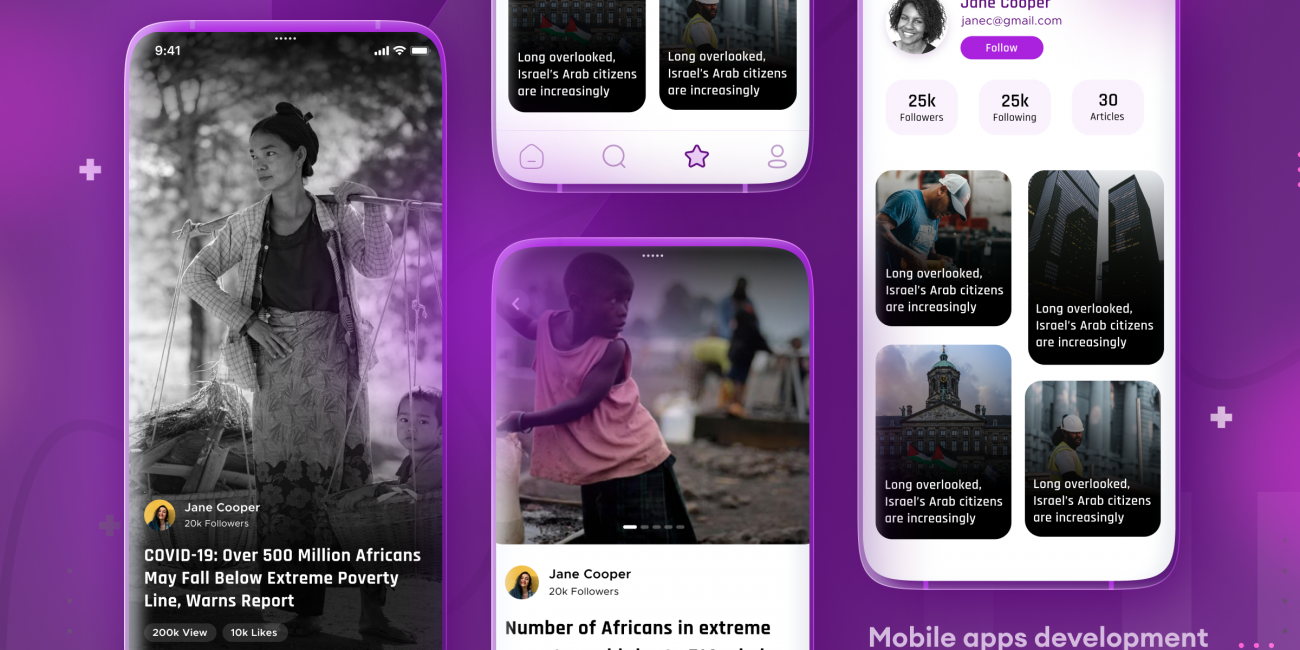 9:41
Jane Cooper
20k Followers
COVID-19: Over 500 Million Africans
May Fall Below Extreme Poverty
Line, Warns Report
200k View
10k Likes
Long overlooked,
Israel's Arab citizens
are increasingly
Long overlooked,
Israel's Arab citizens
are increasingly
Jane Cooper
20k Followers
Number of Africans in extreme
Jane Cooper
janec@gmail.com
Follow
25k
Followers
25k
Following
30
Articles
Long overlooked,
Israel's Arab citizens
are increasingly
Long overlooked,
Israel's Arab citizens
are increasingly
Long overlooked,
Israel's Arab citizens
are increasingly
Long overlooked,
Israel's Arab citizens
are increasingly
Mobile apps development